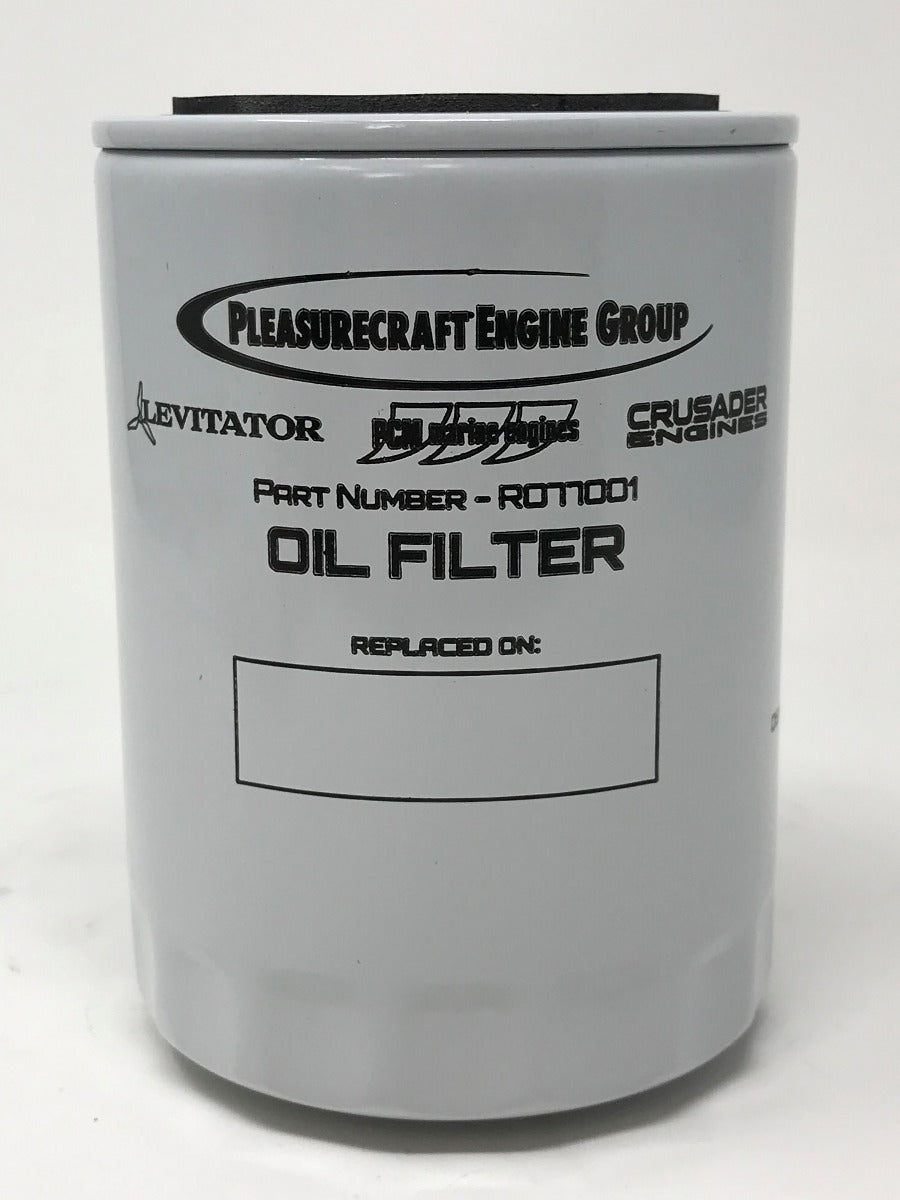 PLEASURECRAFT ENGINE GROUP
LEVITATOR
PCM marine engines
CRUSADER
ENGINES
PART NUMBER - R077001
OIL FILTER
REPLACED ON: